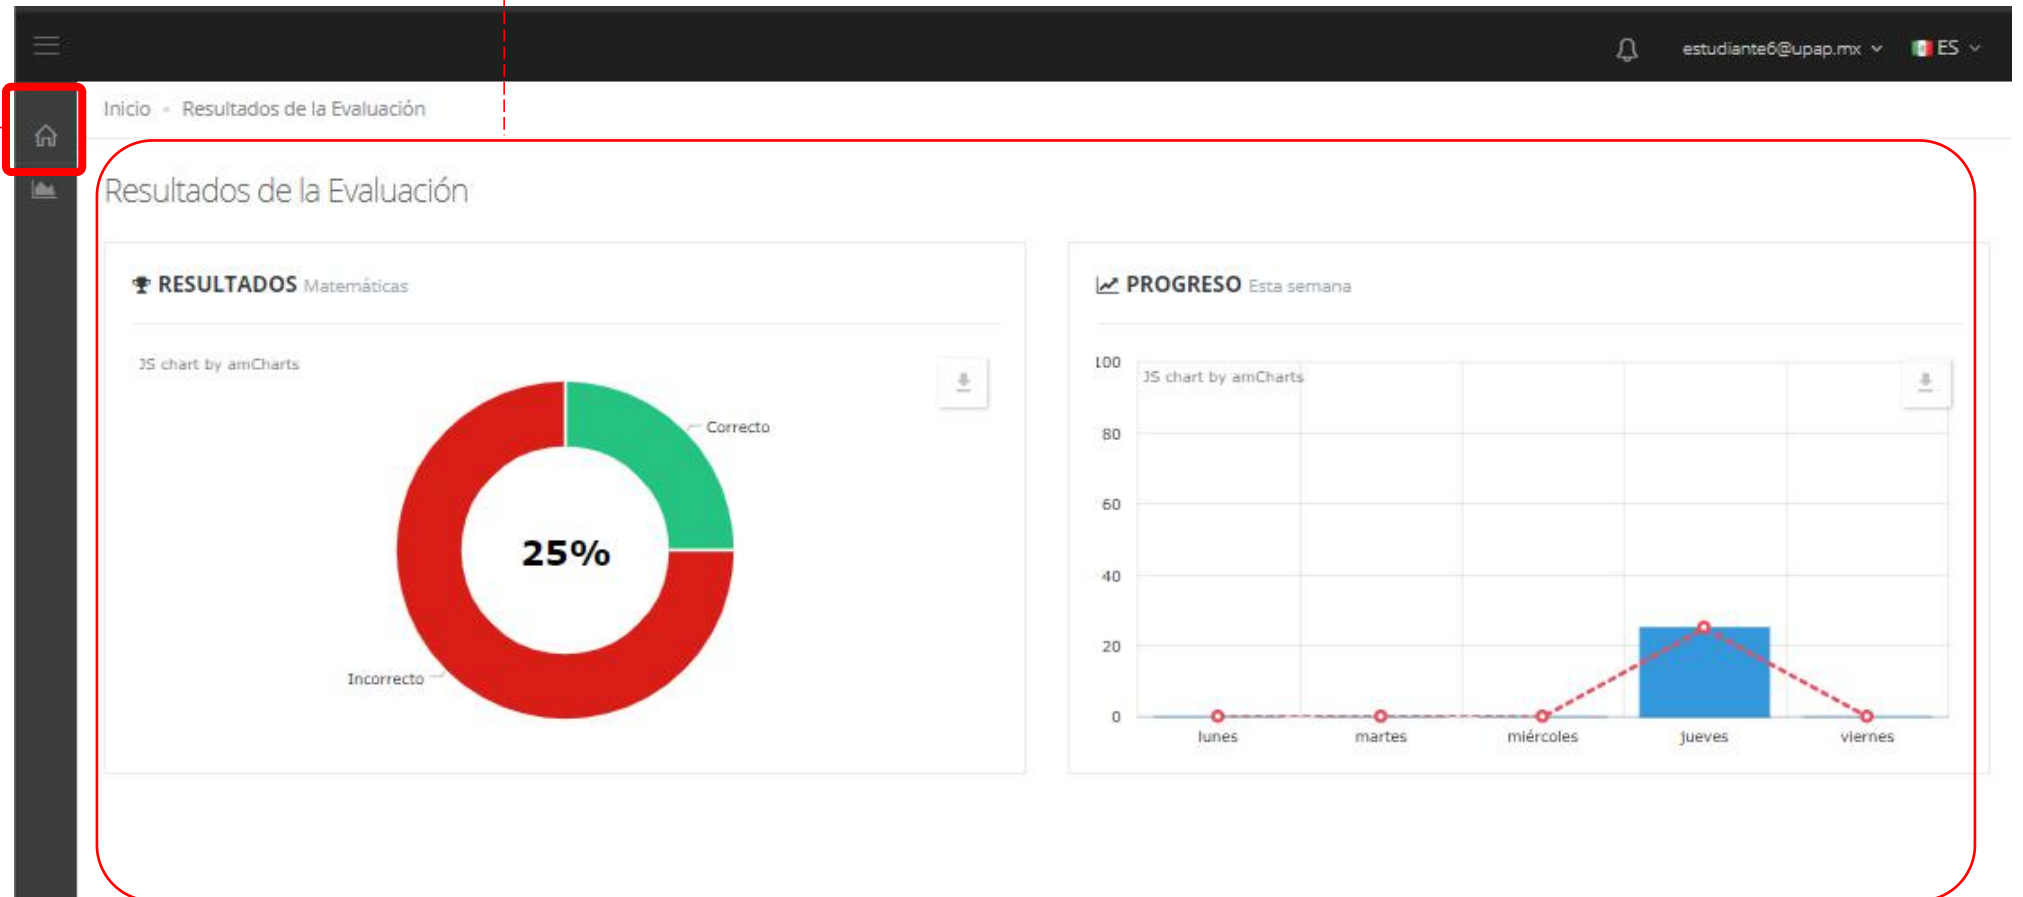 estudiante6@upap.mx ES
Inicio - Resultados de la Evaluación
Resultados de la Evaluación
RESULTADOS Matemáticas
JS chart by amCharts
Correcto
25%
Incorrecto
PROGRESO Esta semana
JS chart by amCharts
100
80
60
40
20
0
lunes martes miércoles jueves viernes